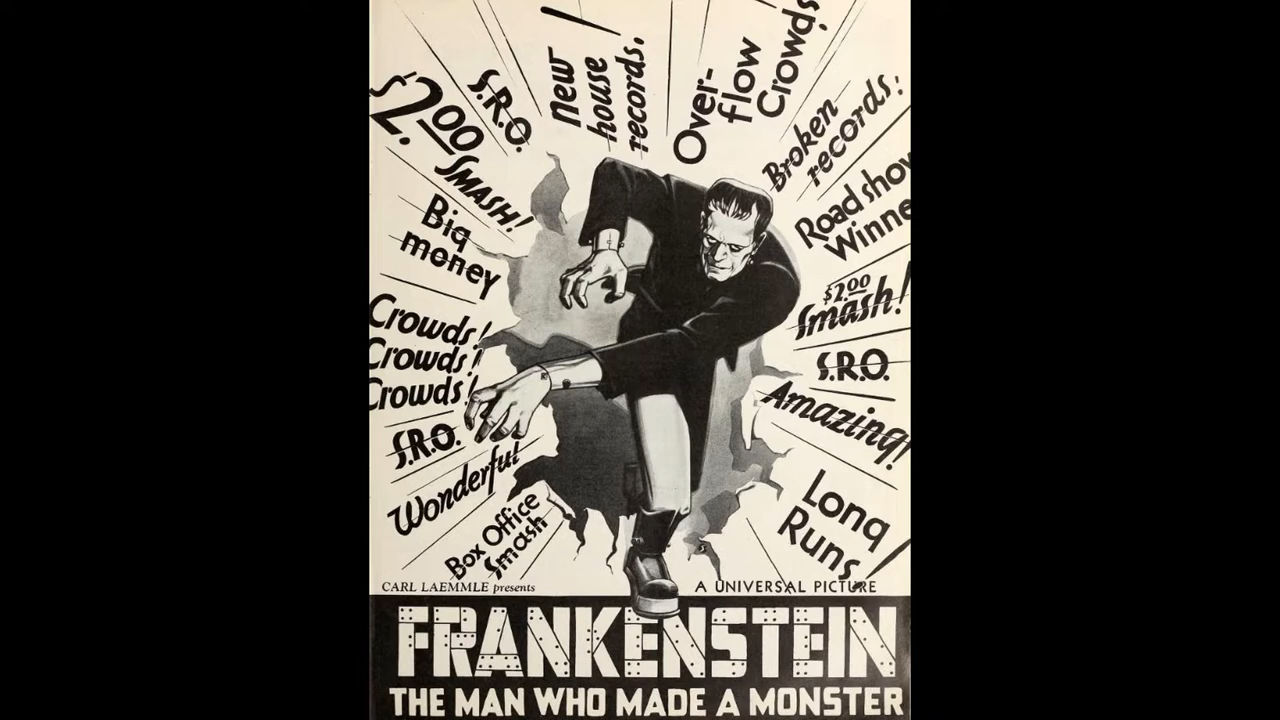 $2.00
SMASH!
S.R.O.
New
house
records.
Over-
flow
Crowds
Broken
records.
Road show
Winne
Big
money
$2.00
Smash!
Crowds!
Crowds!
Crowds!
S.R.O.
Amazing!
S.R.O.
Wonderful
Box Office
Smash
Long
Runs
CARL LAEMMLE presents
A UNIVERSAL PICTURE
FRANKENSTEIN
THE MAN WHO MADE A MONSTER